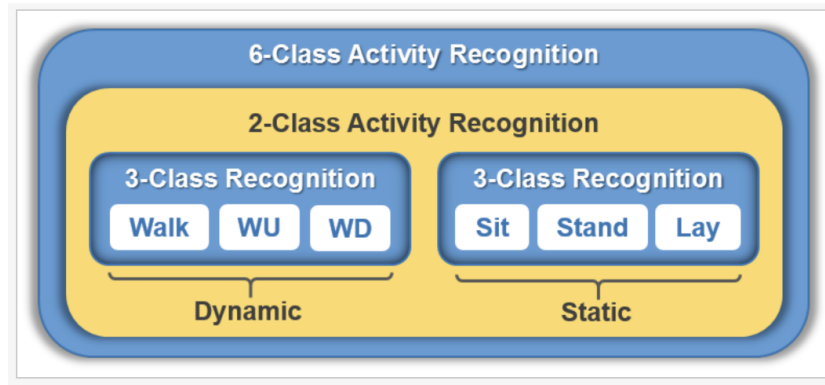 6-Class Activity Recognition
2-Class Activity Recognition
3-Class Recognition
Walk WU WD
Dynamic
3-Class Recognition
Sit Stand Lay
Static